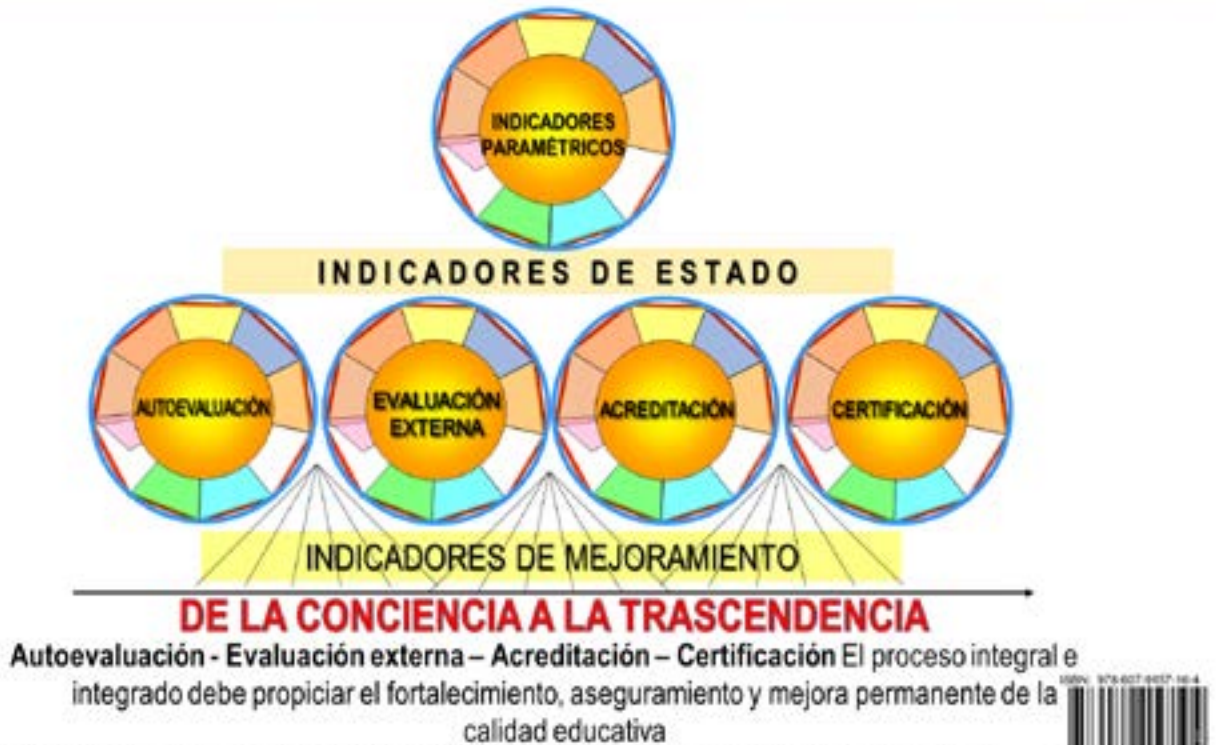 INDICADORES
PARAMÉTRICOS
INDICADORES DE ESTADO
AUTOEVALUACIÓN
EVALUACIÓN
EXTERNA
ACREDITACIÓN
CERTIFICACIÓN
INDICADORES DE MEJORAMIENTO
DE LA CONCIENCIA A LA TRASCENDENCIA
Autoevaluación - Evaluación externa – Acreditación – Certificación El proceso integral e
integrado debe propiciar el fortalecimiento, aseguramiento y mejora permanente de la
calidad educativa
ISBN: